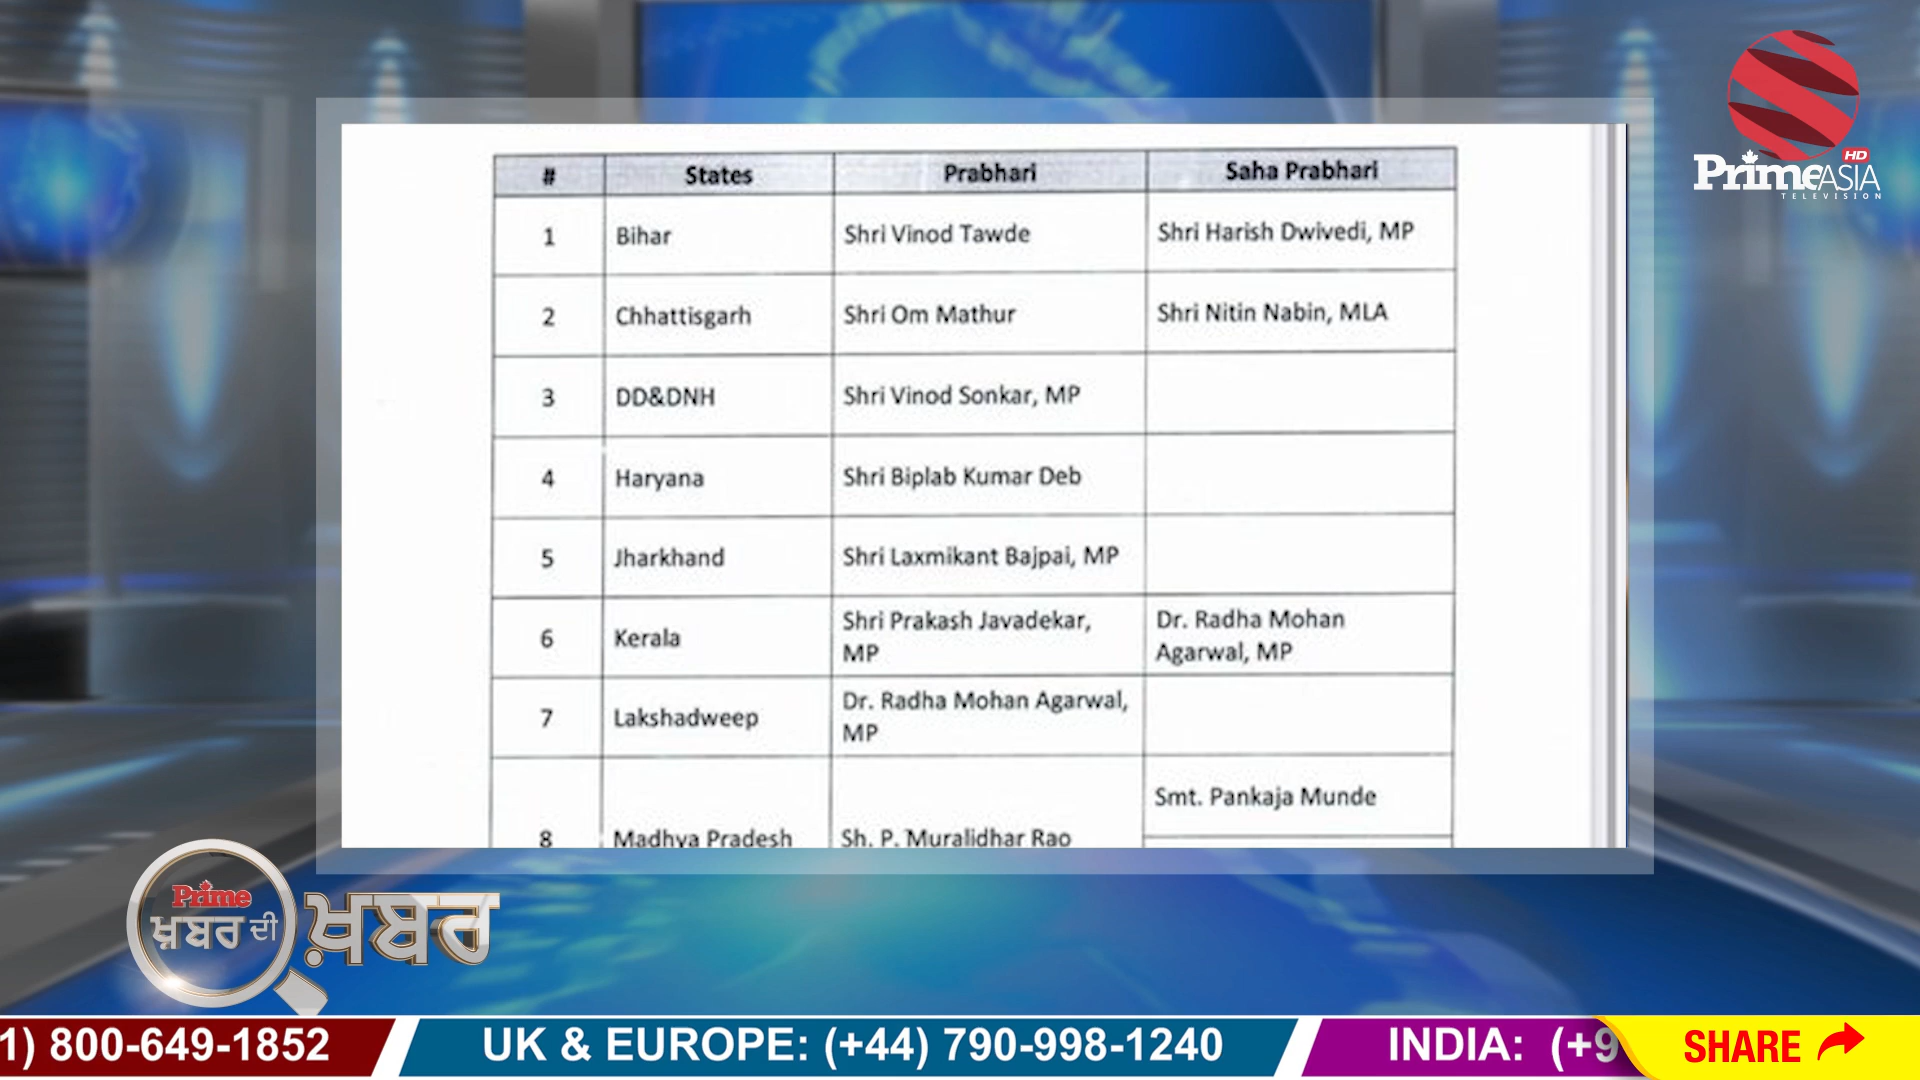 HD
PrimeASIA
TELEVISION
# States Prabhari Saha Prabhari
1 Bihar Shri Vinod Tawde Shri Harish Dwivedi, MP
2 Chhattisgarh Shri Om Mathur Shri Nitin Nabin, MLA
3 DD&DNH Shri Vinod Sonkar, MP
4 Haryana Shri Biplab Kumar Deb
5 Jharkhand Shri Laxmikant Bajpai, MP
6 Kerala Shri Prakash Javadekar, MP Dr. Radha Mohan Agarwal, MP
7 Lakshadweep Dr. Radha Mohan Agarwal, MP
8 Madhya Pradesh Sh. P. Muralidhar Rao Smt. Pankaja Munde
Prime
ਖ਼ਬਰ ਦੀ ਖ਼ਬਰ
1) 800-649-1852 UK & EUROPE: (+44) 790-998-1240 INDIA: (+9 SHARE